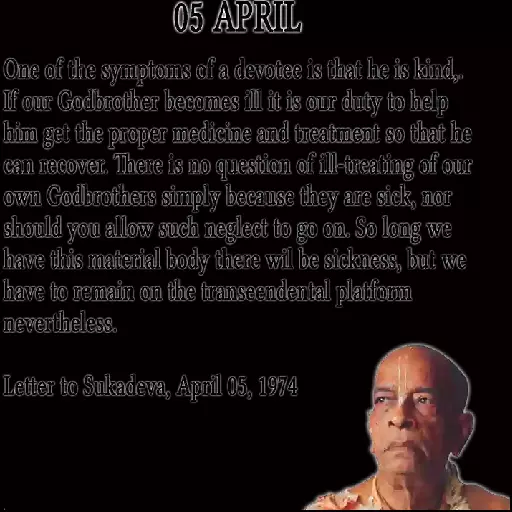 05 APRIL
One of the symptoms of a devotee is that he is kind,.
If our Godbrother becomes ill it is our duty to help
him get the proper medicine and treatment so that he
can recover. There is no question of ill-treating of our
own Godbrothers simply because they are sick, nor
should you allow such neglect to go on. So long we
have this material body there wil be sickness, but we
have to remain on the transeendental platform
nevertheless.
Letter to Sukadeva, April 05, 1974